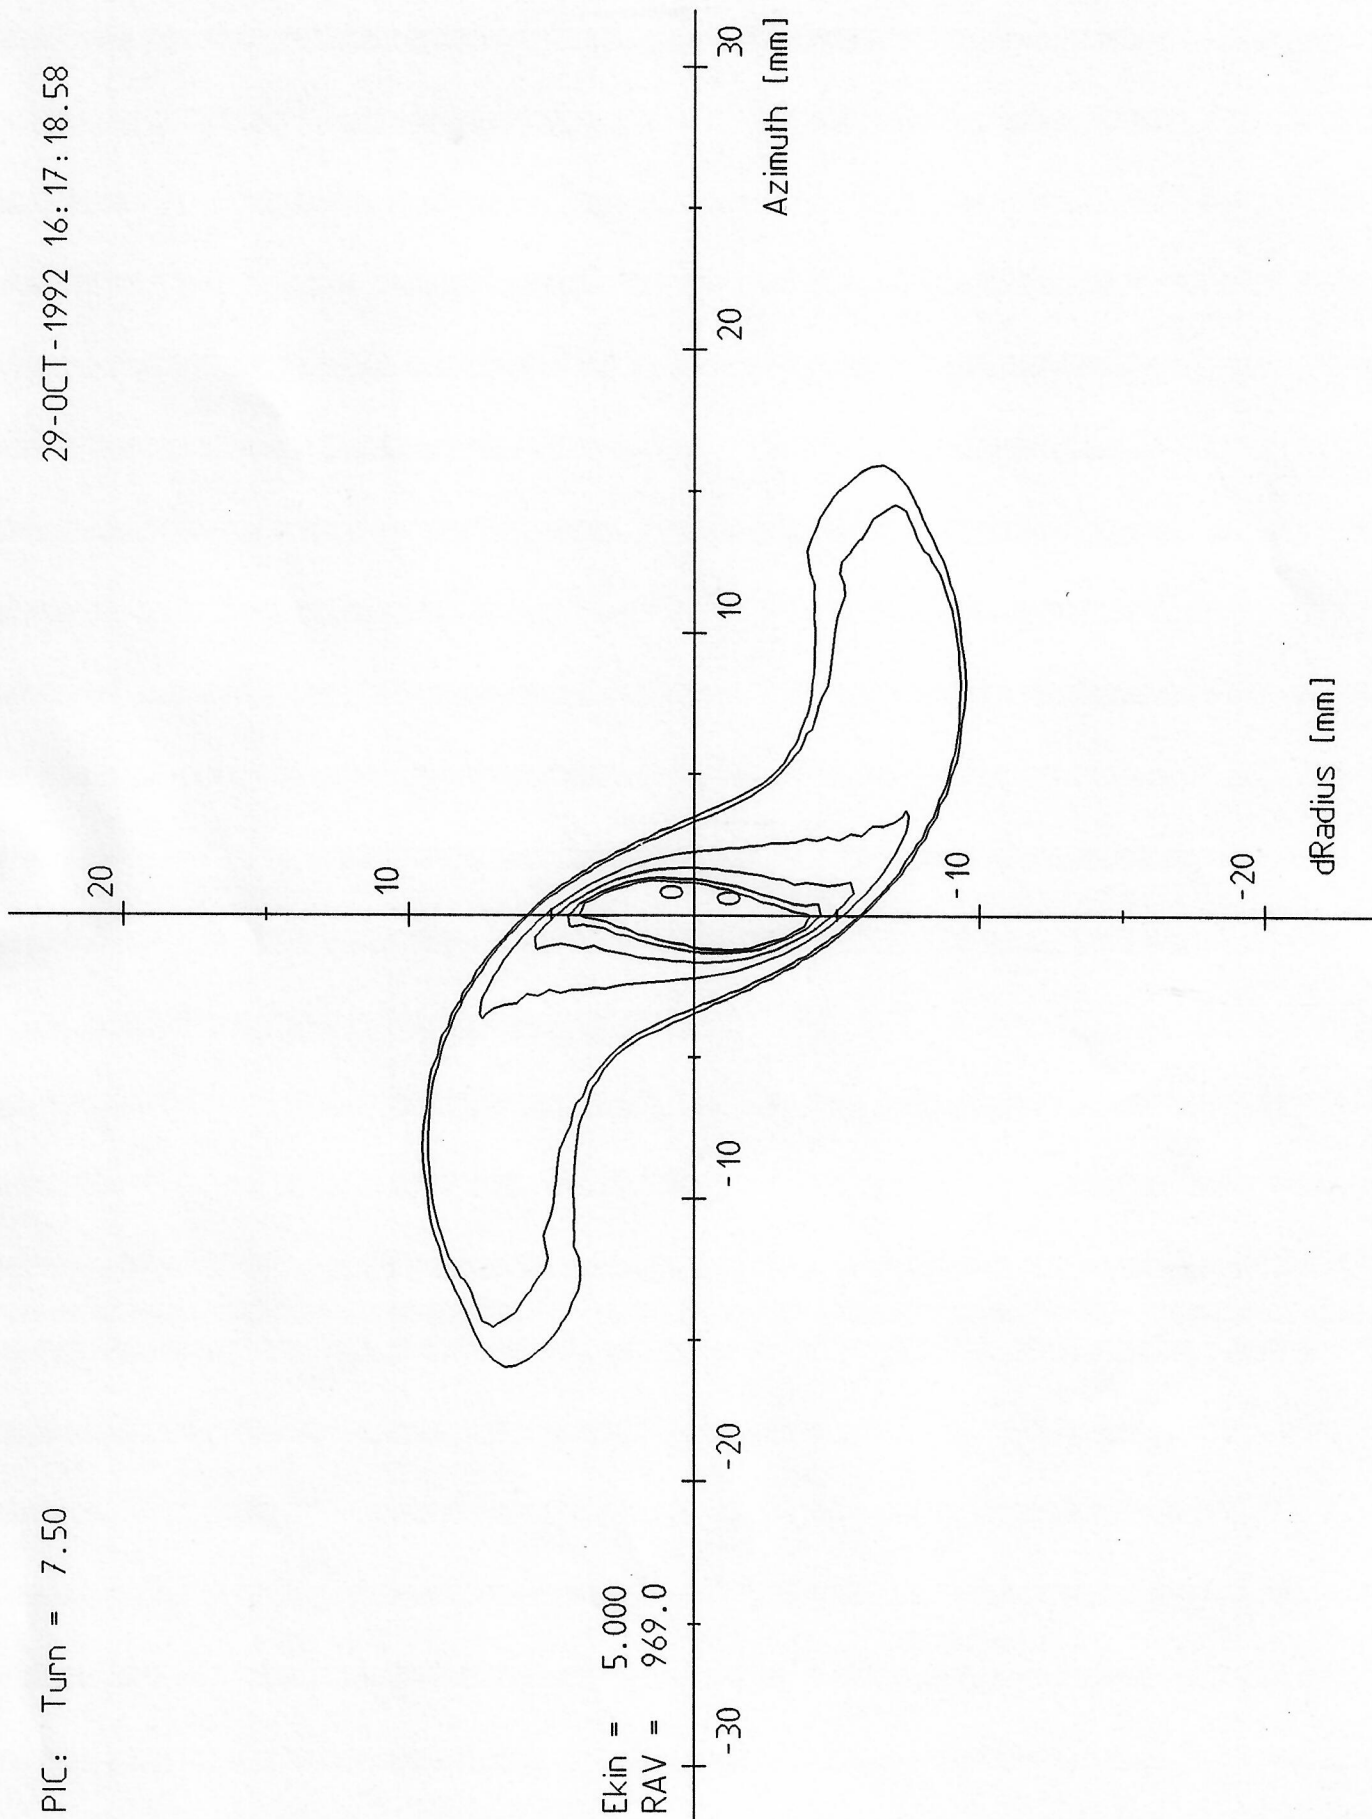 PIC: Turn = 7.50 29-OCT-1992 16:17:18.58
20
10
0
-10
-20
dRadius [mm]
-30 -20 -10 0 10 20 30
Azimuth [mm]
Ekin = 5.000
RAV = 969.0